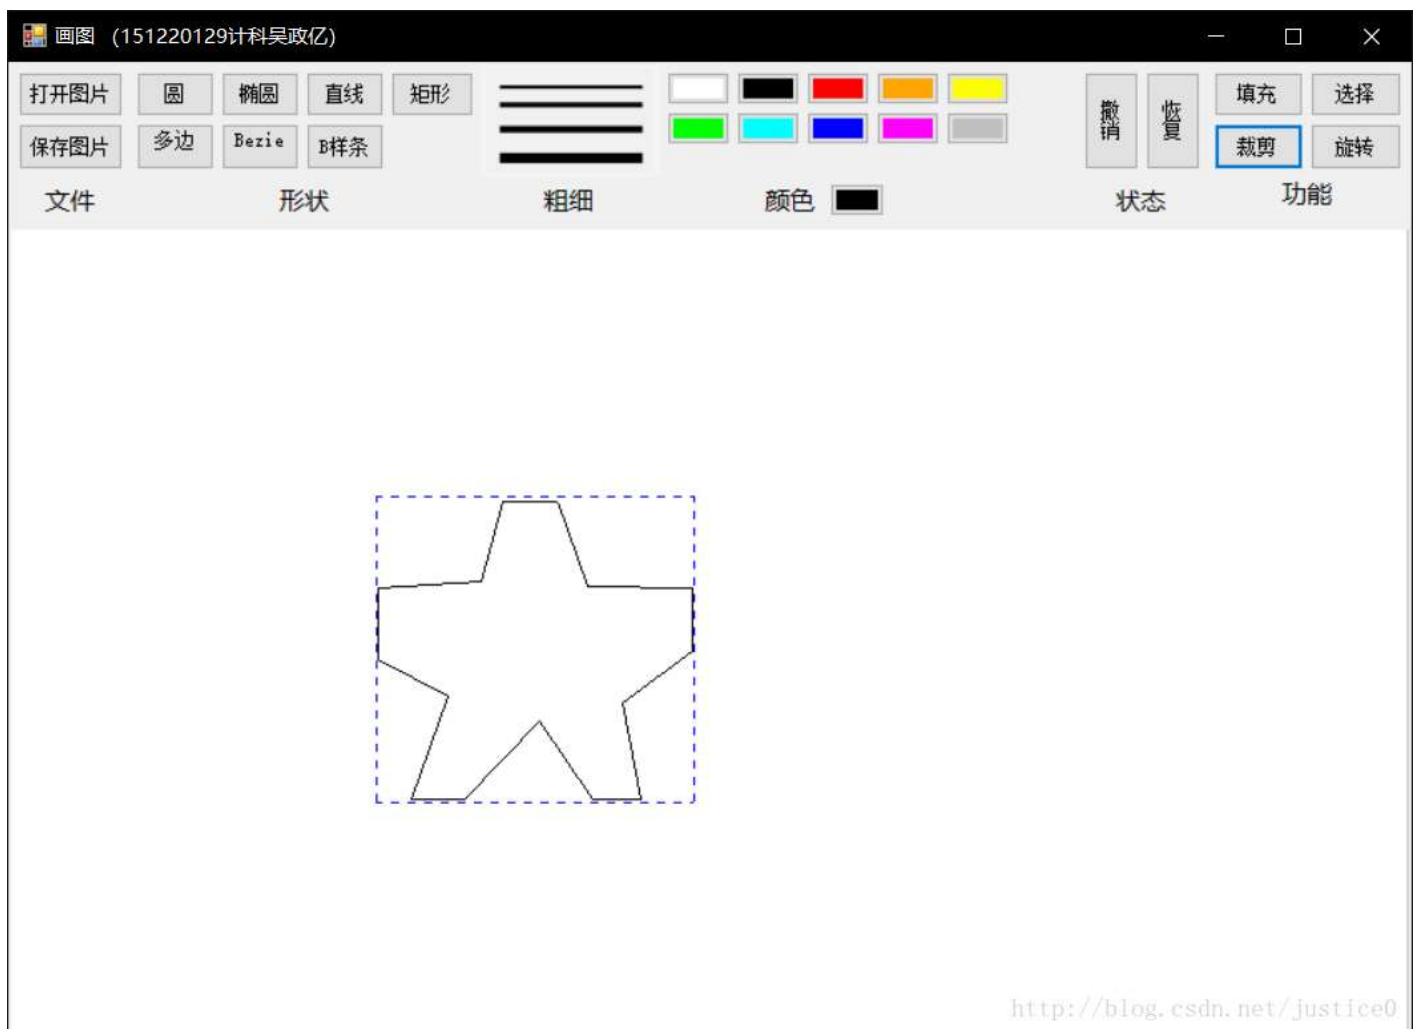 画图 (151220129计科吴政亿)
打开图片 圆 椭圆 直线 矩形 撤销 恢复 填充 选择
保存图片 多边 Bezie B样条 裁剪 旋转
文件 形状 粗细 颜色 状态 功能
http://blog.csdn.net/justice0